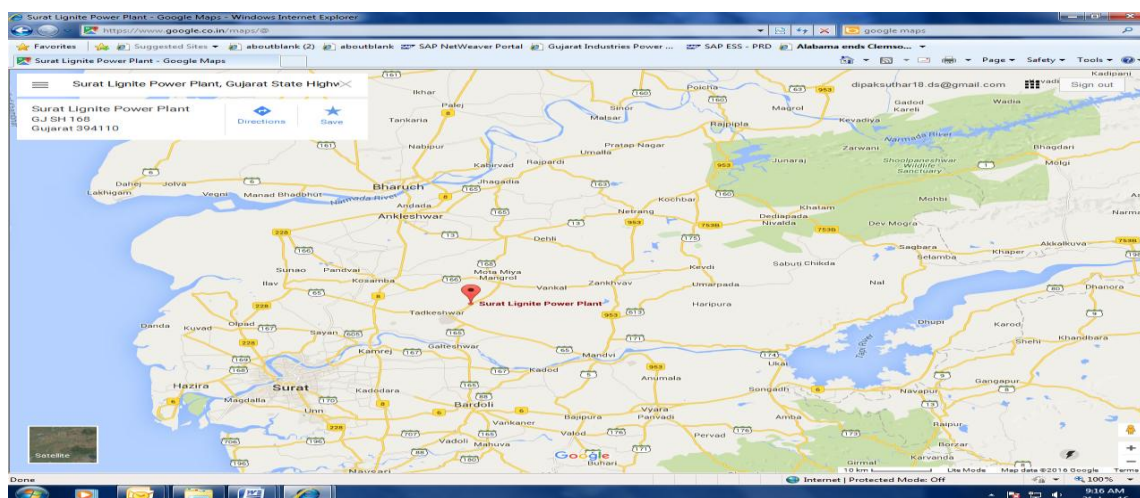 Surat Lignite Power Plant - Google Maps - Windows Internet Explorer
https://www.google.co.in/maps/@
google maps
Favorites Suggested Sites aboutblank (2) aboutblank SAP NetWeaver Portal Gujarat Industries Power ... SAP ESS - PRD Alabama ends Clemso...
Surat Lignite Power Plant - Google Maps
Page Safety Tools
Surat Lignite Power Plant, Gujarat State Highw
dipaksuthar18.ds@gmail.com
Sign out
Surat Lignite Power Plant
GJ SH 168
Gujarat 394110
Directions
Save
Kadipani
Ikhar
Palej
Poicha
Sinor
Malsar
Magrol
Gadod
Kareli
Wadia
Tankaria
Rajpipla
Kevadiya
Narmada River
Nabipur
Pratap Nagar
Umalla
Zarwani
Bhagdari
Kabirvad
Rajpardi
Junaraj
Shoolpaneshwar
Wildlife
Sanctuary
Molgi
Dahej
Jolva
Lakhigam
Vegni
Manad Bhadbhut
Narmada River
Bharuch
Jhagadia
Andada
Ankleshwar
Kochbar
Mohbi
Netrang
Khatam
Dediapada
Nivalda
Dev Mogra
Dehli
Sagbara
Selamba
Khaper
Akkalkuva
Sunao
Pandvai
Mota Miya
Mangrol
Kevdi
Sabuti Chikda
Ilav
Kosamba
Vankal
Zankhvav
Umarpada
Nal
Dhanora
Surat Lignite Power Plant
Haripura
Tadkeshwar
Danda
Kuvad
Olpad
Sayan
Dhupi
Karod
Shehi
Khandbara
Kamrej
Galteshwar
Mandvi
Tapi River
Ukai
Kadod
Anumala
Hazira
Surat
Kadodara
Songadh
Navapur
Gangapur
Magdalla
Unn
Bardoli
Vyara
Panvadi
Bajipura
Vankaner
Amba
Raipur
Valod
Vadoli
Mahuva
Pervad
Borzar
Satellite
Google
Buhari
Girmal
Karvanda
Navsari
10 km
Lite Mode
Map data ©2016 Google
Terms
Done
Internet | Protected Mode: Off
100%
9:16 AM